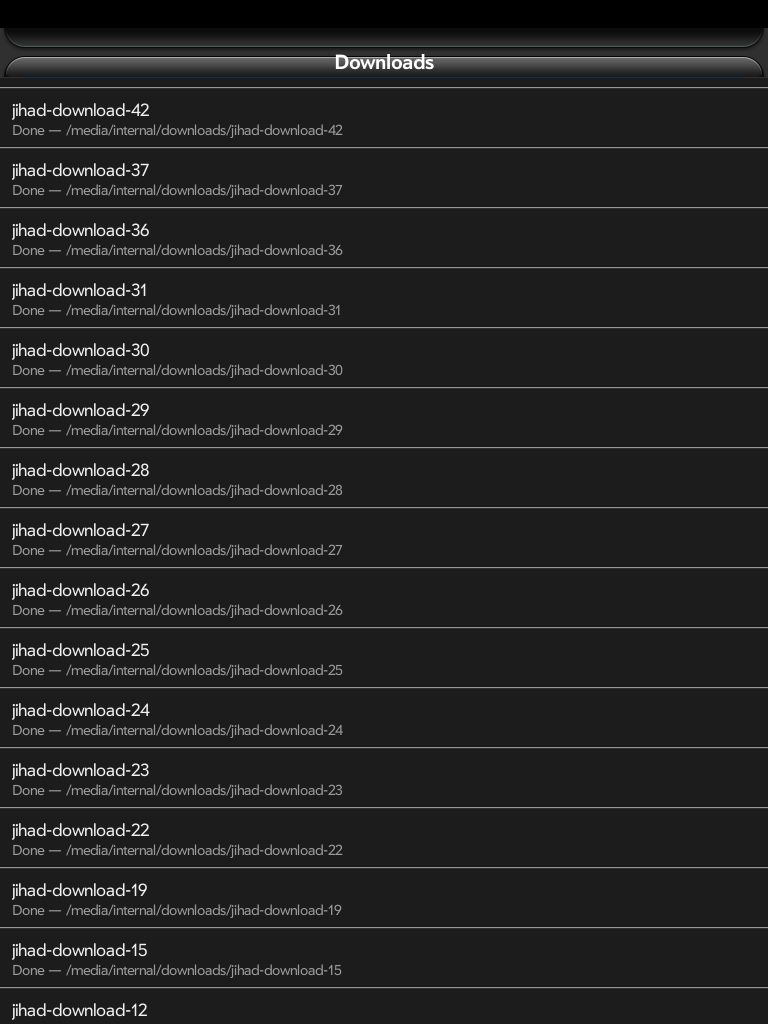 Downloads
jihad-download-42
Done — /media/internal/downloads/jihad-download-42
jihad-download-37
Done — /media/internal/downloads/jihad-download-37
jihad-download-36
Done — /media/internal/downloads/jihad-download-36
jihad-download-31
Done — /media/internal/downloads/jihad-download-31
jihad-download-30
Done — /media/internal/downloads/jihad-download-30
jihad-download-29
Done — /media/internal/downloads/jihad-download-29
jihad-download-28
Done — /media/internal/downloads/jihad-download-28
jihad-download-27
Done — /media/internal/downloads/jihad-download-27
jihad-download-26
Done — /media/internal/downloads/jihad-download-26
jihad-download-25
Done — /media/internal/downloads/jihad-download-25
jihad-download-24
Done — /media/internal/downloads/jihad-download-24
jihad-download-23
Done — /media/internal/downloads/jihad-download-23
jihad-download-22
Done — /media/internal/downloads/jihad-download-22
jihad-download-19
Done — /media/internal/downloads/jihad-download-19
jihad-download-15
Done — /media/internal/downloads/jihad-download-15
jihad-download-12